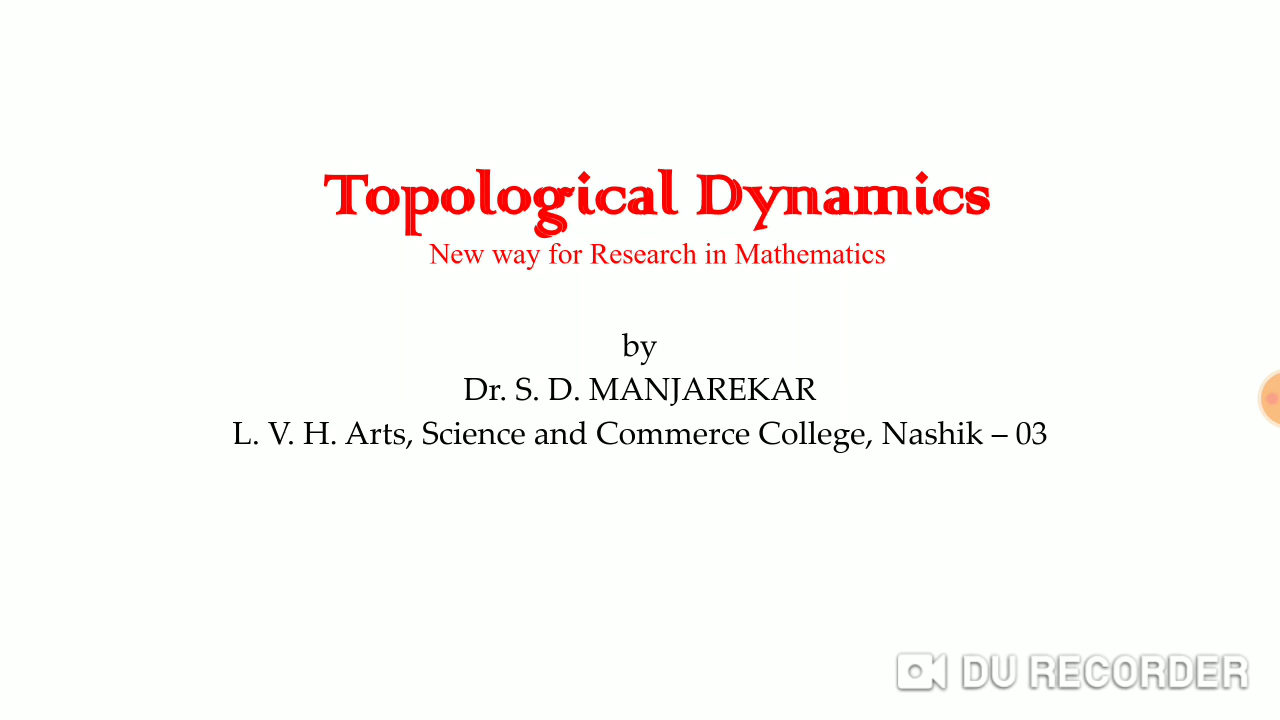 Topological Dynamics
New way for Research in Mathematics
by
Dr. S. D. MANJAREKAR
L. V. H. Arts, Science and Commerce College, Nashik – 03
DU RECORDER